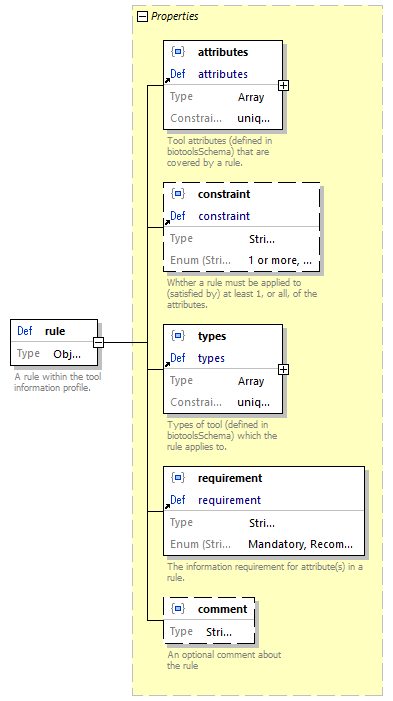 Properties
attributes
Def attributes
Type Array
Constrai... uniq...
Tool attributes (defined in
biotoolsSchema) that are
covered by a rule.
constraint
Def constraint
Type Stri...
Enum (Stri... 1 or more, ...
Whther a rule must be applied to
(satisfied by) at least 1, or all, of the
attributes.
Def rule
Type Obj...
A rule within the tool
information profile.
types
Def types
Type Array
Constrai... uniq...
Types of tool (defined in
biotoolsSchema) which the
rule applies to.
requirement
Def requirement
Type Stri...
Enum (Stri... Mandatory, Recom...
The information requirement for attribute(s) in a
rule.
comment
Type Stri...
An optional comment about
the rule